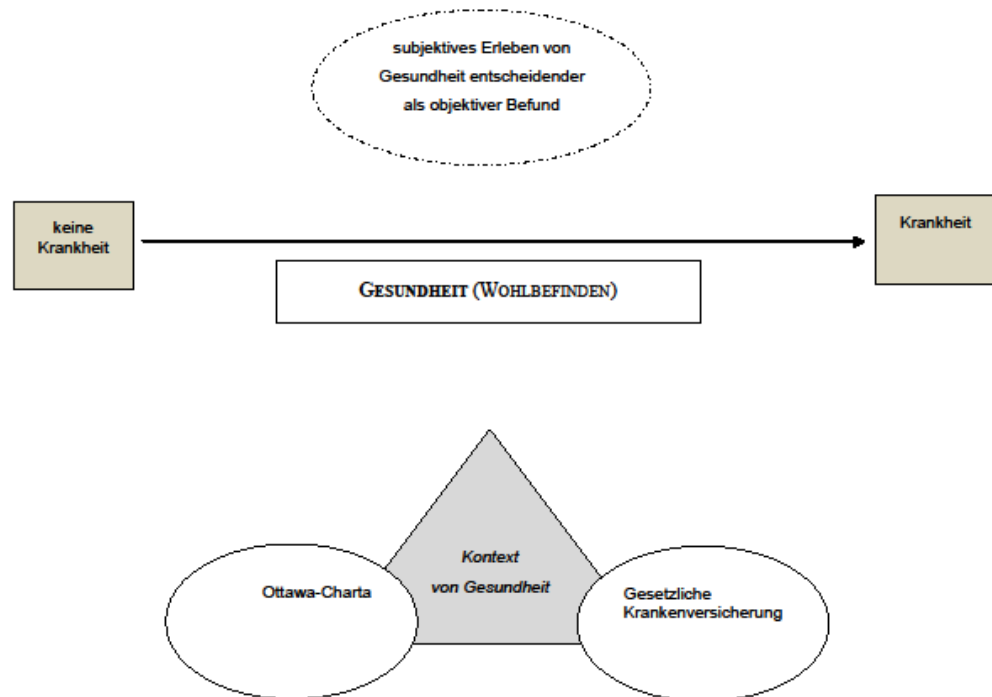 subjektives Erleben von
Gesundheit entscheidender
als objektiver Befund
keine
Krankheit
Krankheit
GESUNDHEIT (WOHLBEFINDEN)
Kontext
von Gesundheit
Ottawa-Charta
Gesetzliche
Krankenversicherung